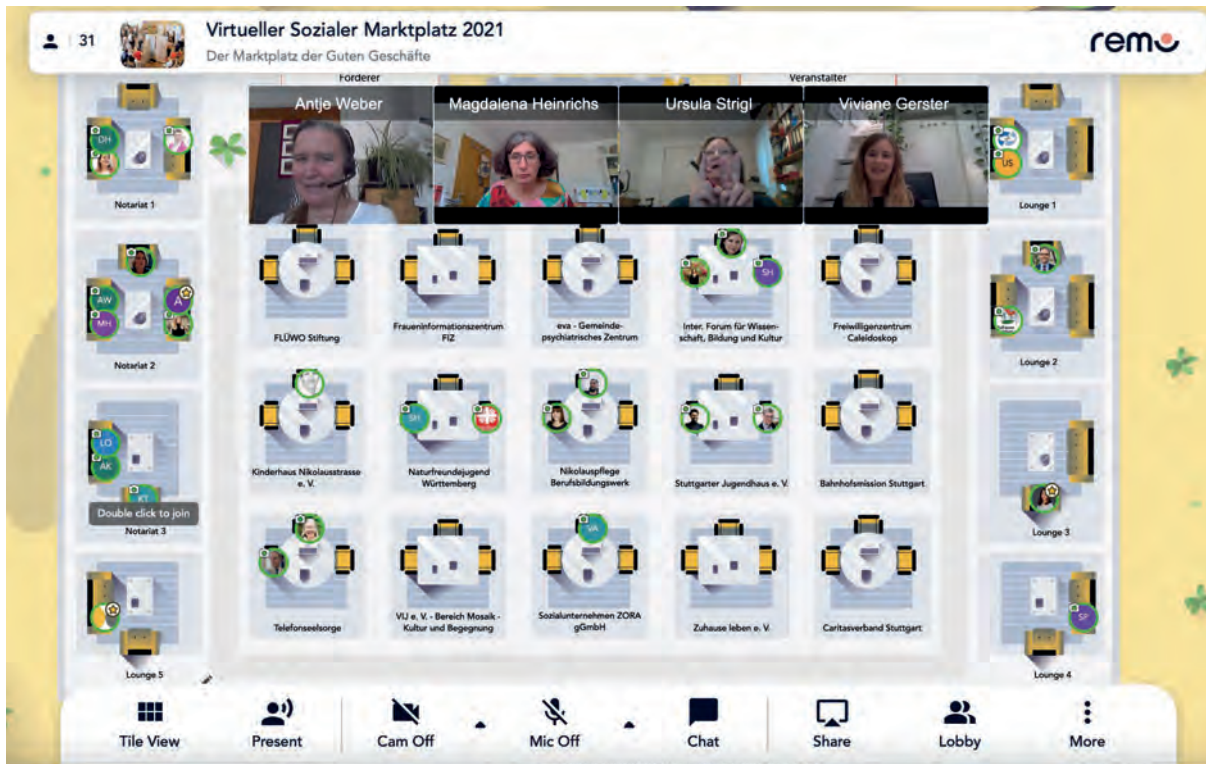 31
Virtueller Sozialer Marktplatz 2021
Der Marktplatz der Guten Geschäfte
remo
Förderer
Veranstalter
Antje Weber
Magdalena Heinrichs
Ursula Strigl
Viviane Gerster
DH
US
Notariat 1
Lounge 1
AW
MH
A
SH
FLÜWO Stiftung
Fraueninformationszentrum
FIZ
eva - Gemeinde-
psychiatrisches Zentrum
Inter. Forum für Wissen-
schaft, Bildung und Kultur
Freiwilligenzentrum
Caleidoskop
Notariat 2
Lounge 2
LO
AK
KT
SH
Kinderhaus Nikolausstrasse
e. V.
Naturfreundejugend
Württemberg
Nikolauspflege
Berufsbildungswerk
Stuttgarter Jugendhaus e. V.
Bahnhofsmission Stuttgart
Double click to join
Notariat 3
Lounge 3
VA
SP
Telefonseelsorge
VIJ e. V. - Bereich Mosaik -
Kultur und Begegnung
Sozialunternehmen ZORA
gGmbH
Zuhause leben e. V.
Caritasverband Stuttgart
Lounge 5
Lounge 4
Tile View
Present
Cam Off
Mic Off
Chat
Share
Lobby
More